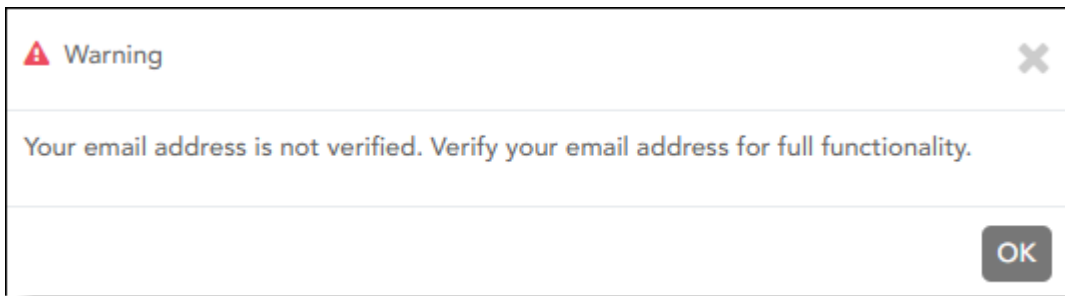 Warning
Your email address is not verified. Verify your email address for full functionality.
OK